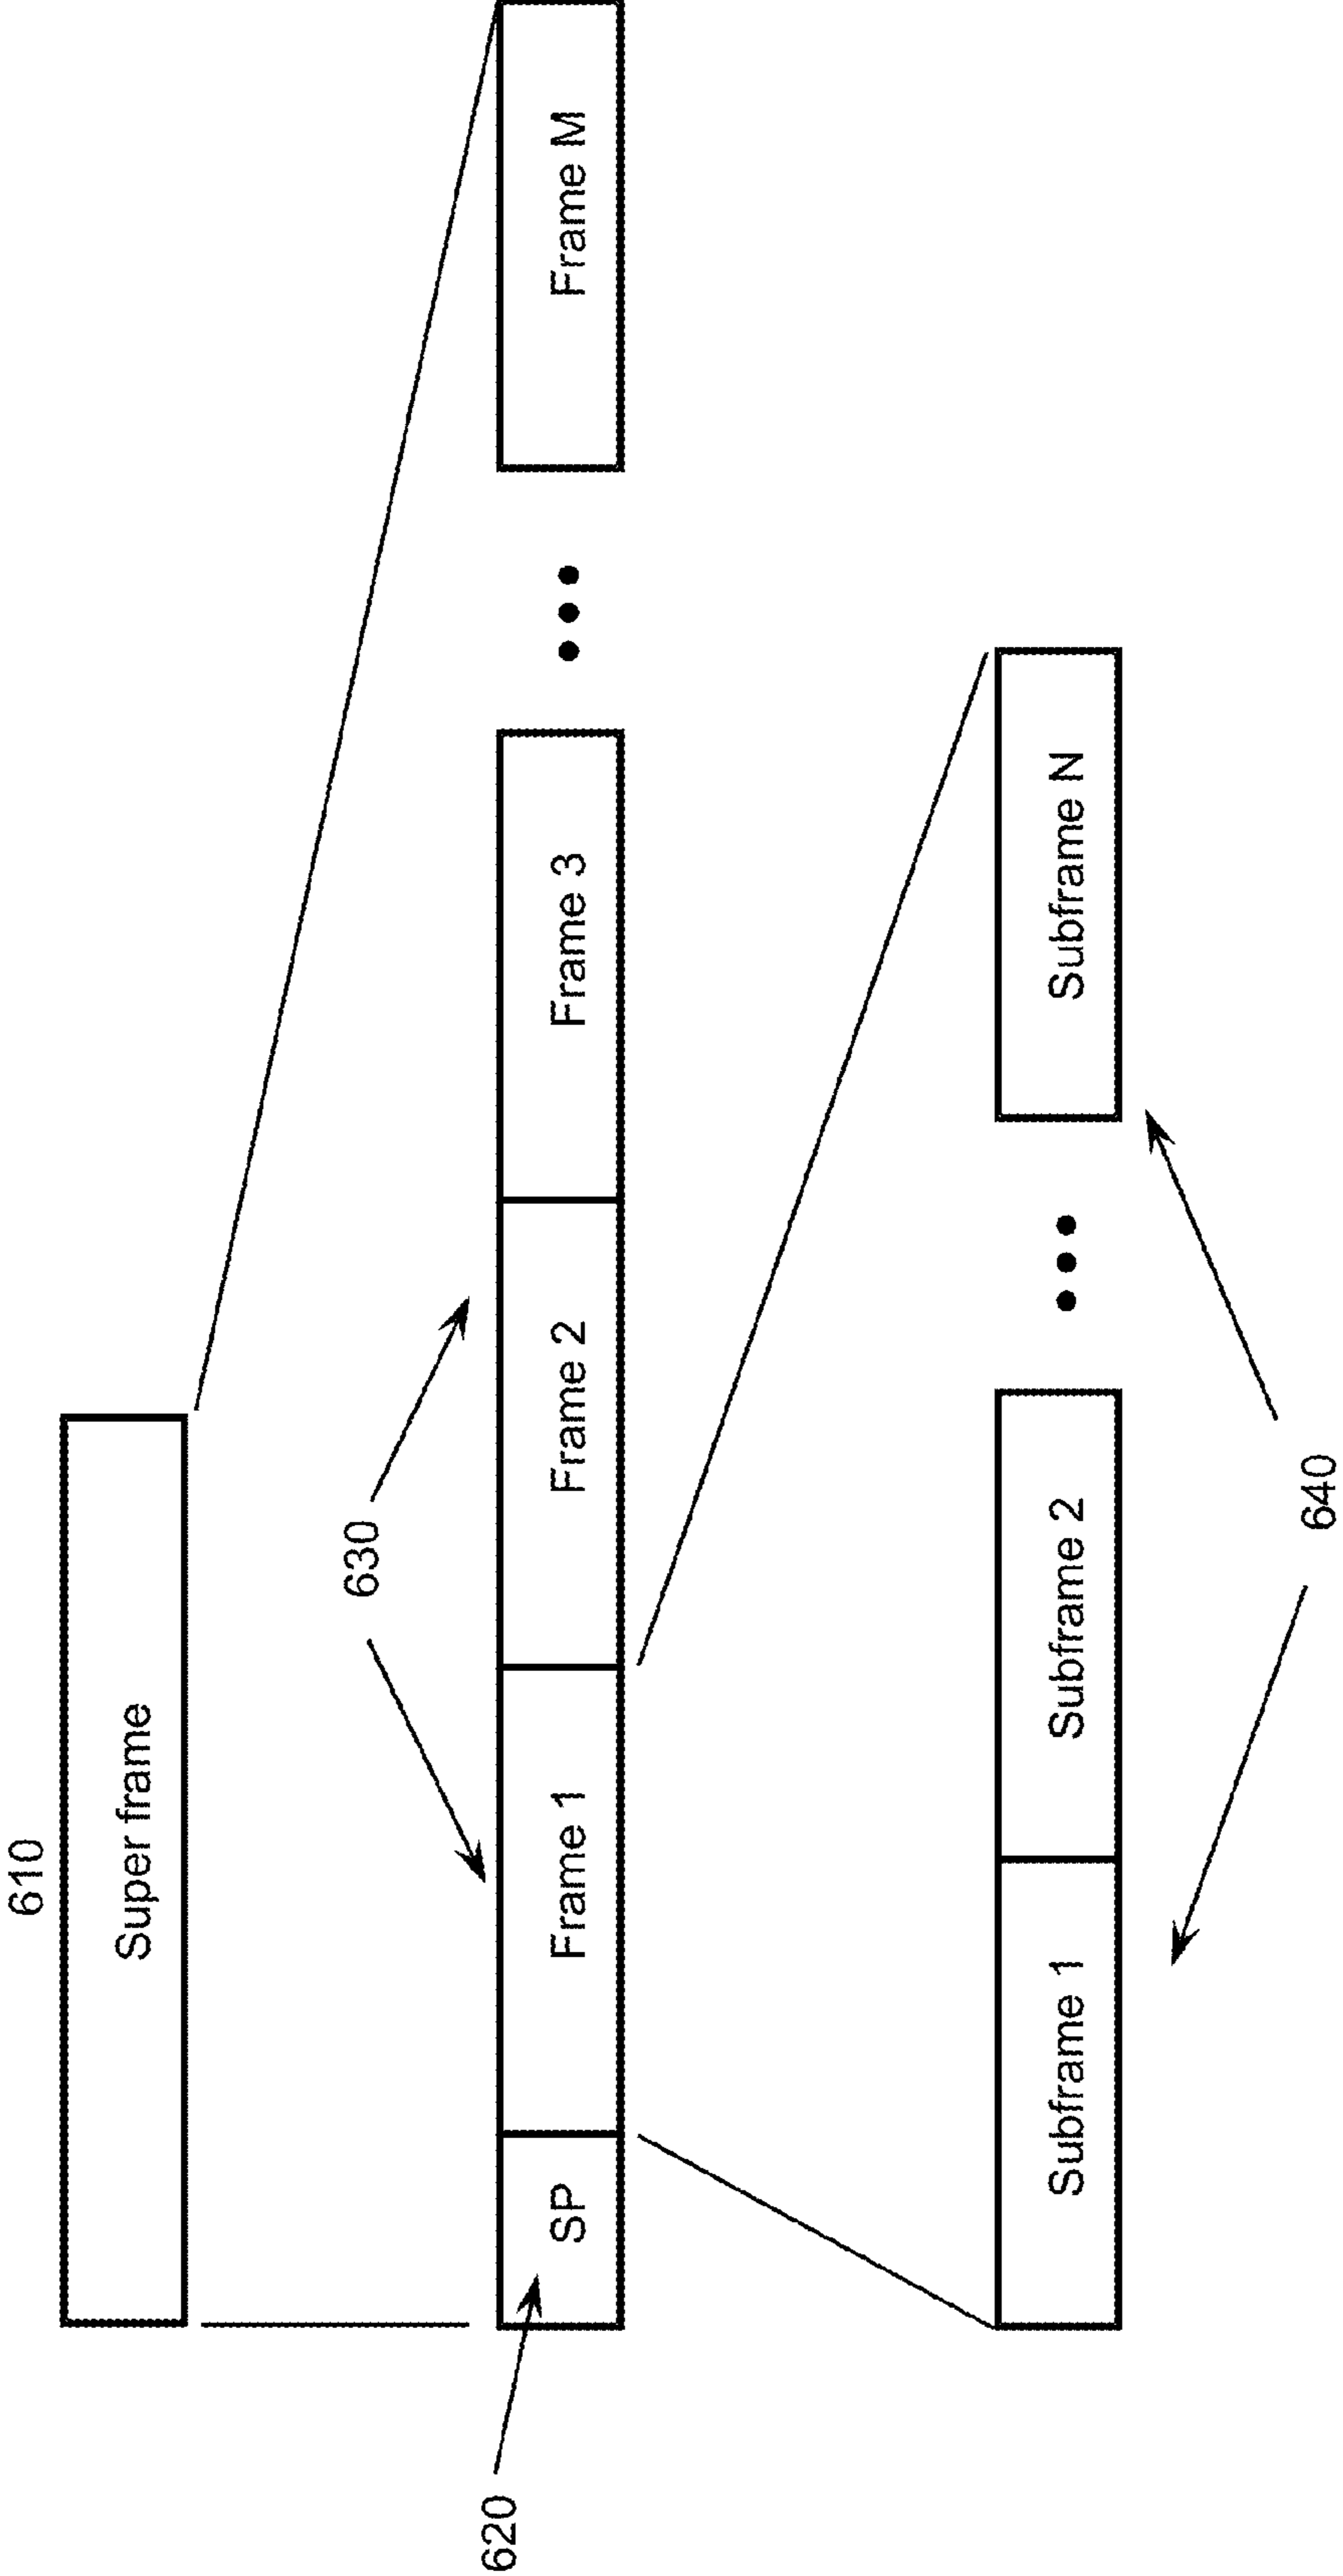 610
Super frame
630
620
SP
Frame 1
Frame 2
Frame 3
Frame M
Subframe 1
Subframe 2
Subframe N
640